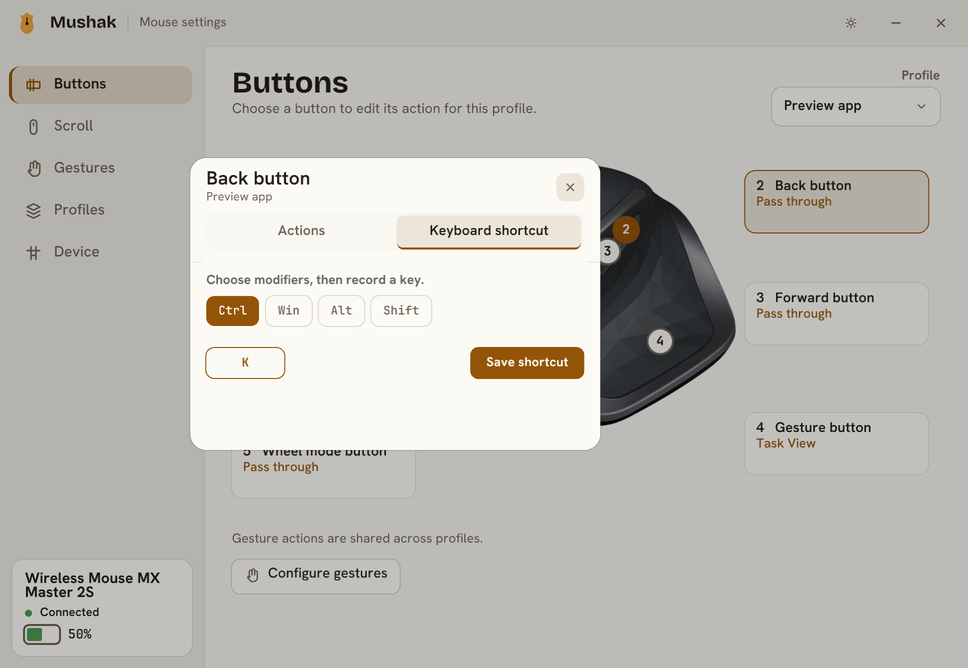 Mushak
Mouse settings
Buttons
Scroll
Gestures
Profiles
Device
Wireless Mouse MX
Master 2S
Connected
50%
Buttons
Choose a button to edit its action for this profile.
Profile
Preview app
Back button
Preview app
Actions
Keyboard shortcut
Choose modifiers, then record a key.
Ctrl
Win
Alt
Shift
K
Save shortcut
2
3
4
2 Back button
Pass through
3 Forward button
Pass through
4 Gesture button
Task View
5 Wheel mode button
Pass through
Gesture actions are shared across profiles.
Configure gestures